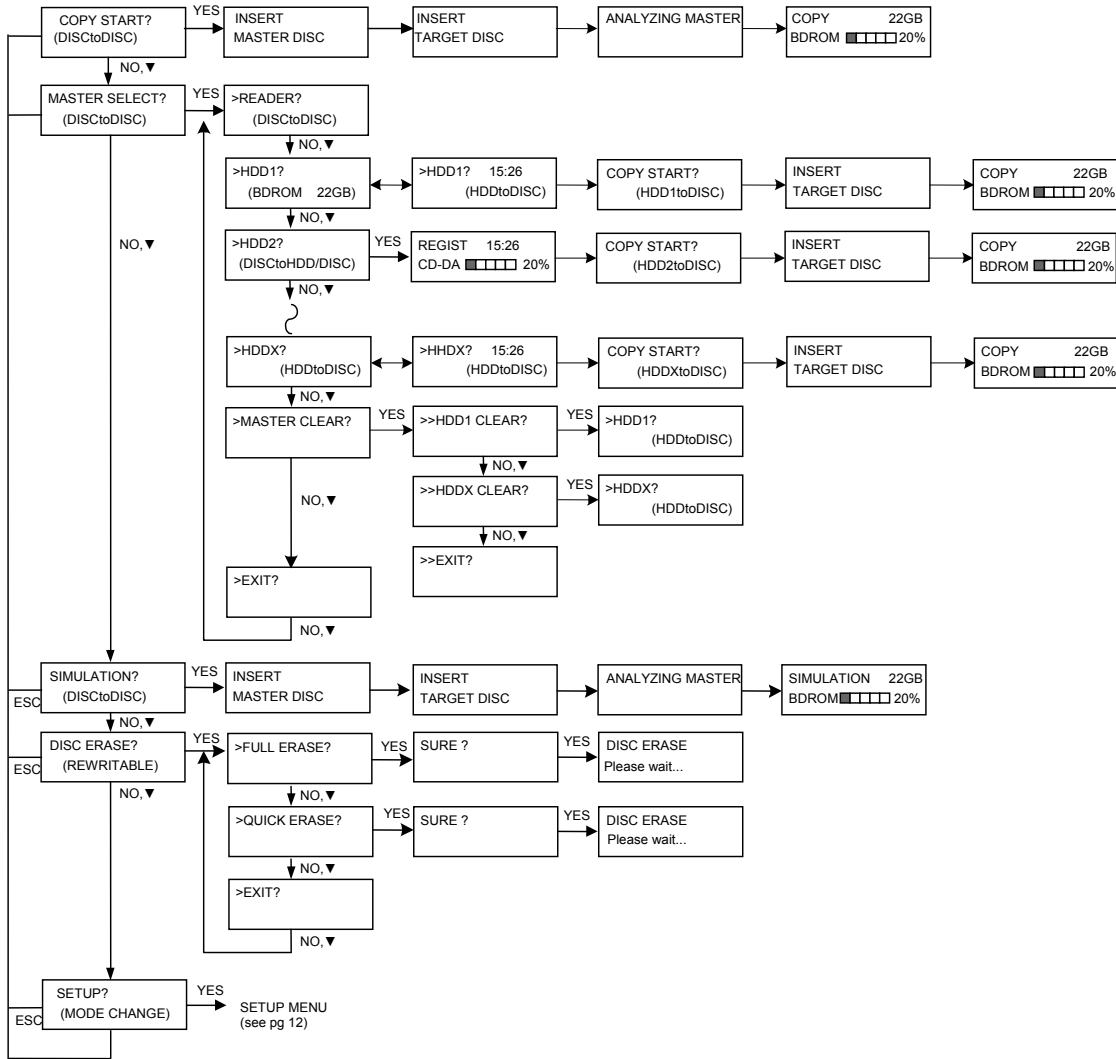 COPY START?
(DISCtoDISC)
YES
INSERT
MASTER DISC
INSERT
TARGET DISC
ANALYZING MASTER
COPY 22GB
BDROM 20%
NO,▼
MASTER SELECT?
(DISCtoDISC)
YES
>READER?
(DISCtoDISC)
NO,▼
>HDD1?
(BDROM 22GB)
>HDD1? 15:26
(HDDtoDISC)
COPY START?
(HDD1toDISC)
INSERT
TARGET DISC
COPY 22GB
BDROM 20%
NO,▼
NO,▼
>HDD2?
(DISCtoHDD/DISC)
YES
REGIST 15:26
CD-DA 20%
COPY START?
(HDD2toDISC)
INSERT
TARGET DISC
COPY 22GB
BDROM 20%
NO,▼
>HDDX?
(HDDtoDISC)
>HHDX? 15:26
(HDDtoDISC)
COPY START?
(HDDXtoDISC)
INSERT
TARGET DISC
COPY 22GB
BDROM 20%
NO,▼
>MASTER CLEAR?
YES
>>HDD1 CLEAR?
YES
>HDD1?
(HDDtoDISC)
NO,▼
NO,▼
>>HDDX CLEAR?
YES
>HDDX?
(HDDtoDISC)
NO,▼
>>EXIT?
>EXIT?
NO,▼
SIMULATION?
(DISCtoDISC)
ESC
YES
INSERT
MASTER DISC
INSERT
TARGET DISC
ANALYZING MASTER
SIMULATION 22GB
BDROM 20%
NO,▼
DISC ERASE?
(REWRITABLE)
ESC
YES
>FULL ERASE?
YES
SURE ?
YES
DISC ERASE
Please wait...
NO,▼
NO,▼
>QUICK ERASE?
YES
SURE ?
YES
DISC ERASE
Please wait...
NO,▼
>EXIT?
NO,▼
SETUP?
(MODE CHANGE)
ESC
YES
SETUP MENU
(see pg 12)